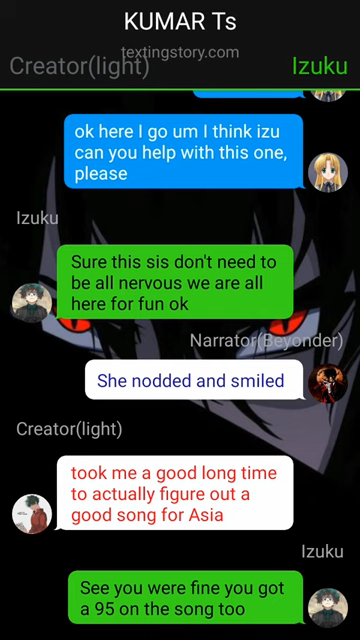 KUMAR Ts
textingstory.com
Creator(light)
Izuku
ok here I go um I think izu
can you help with this one,
please
Izuku
Sure this sis don't need to
be all nervous we are all
here for fun ok
Narrator(Beyonder)
She nodded and smiled
Creator(light)
took me a good long time
to actually figure out a
good song for Asia
Izuku
See you were fine you got
a 95 on the song too